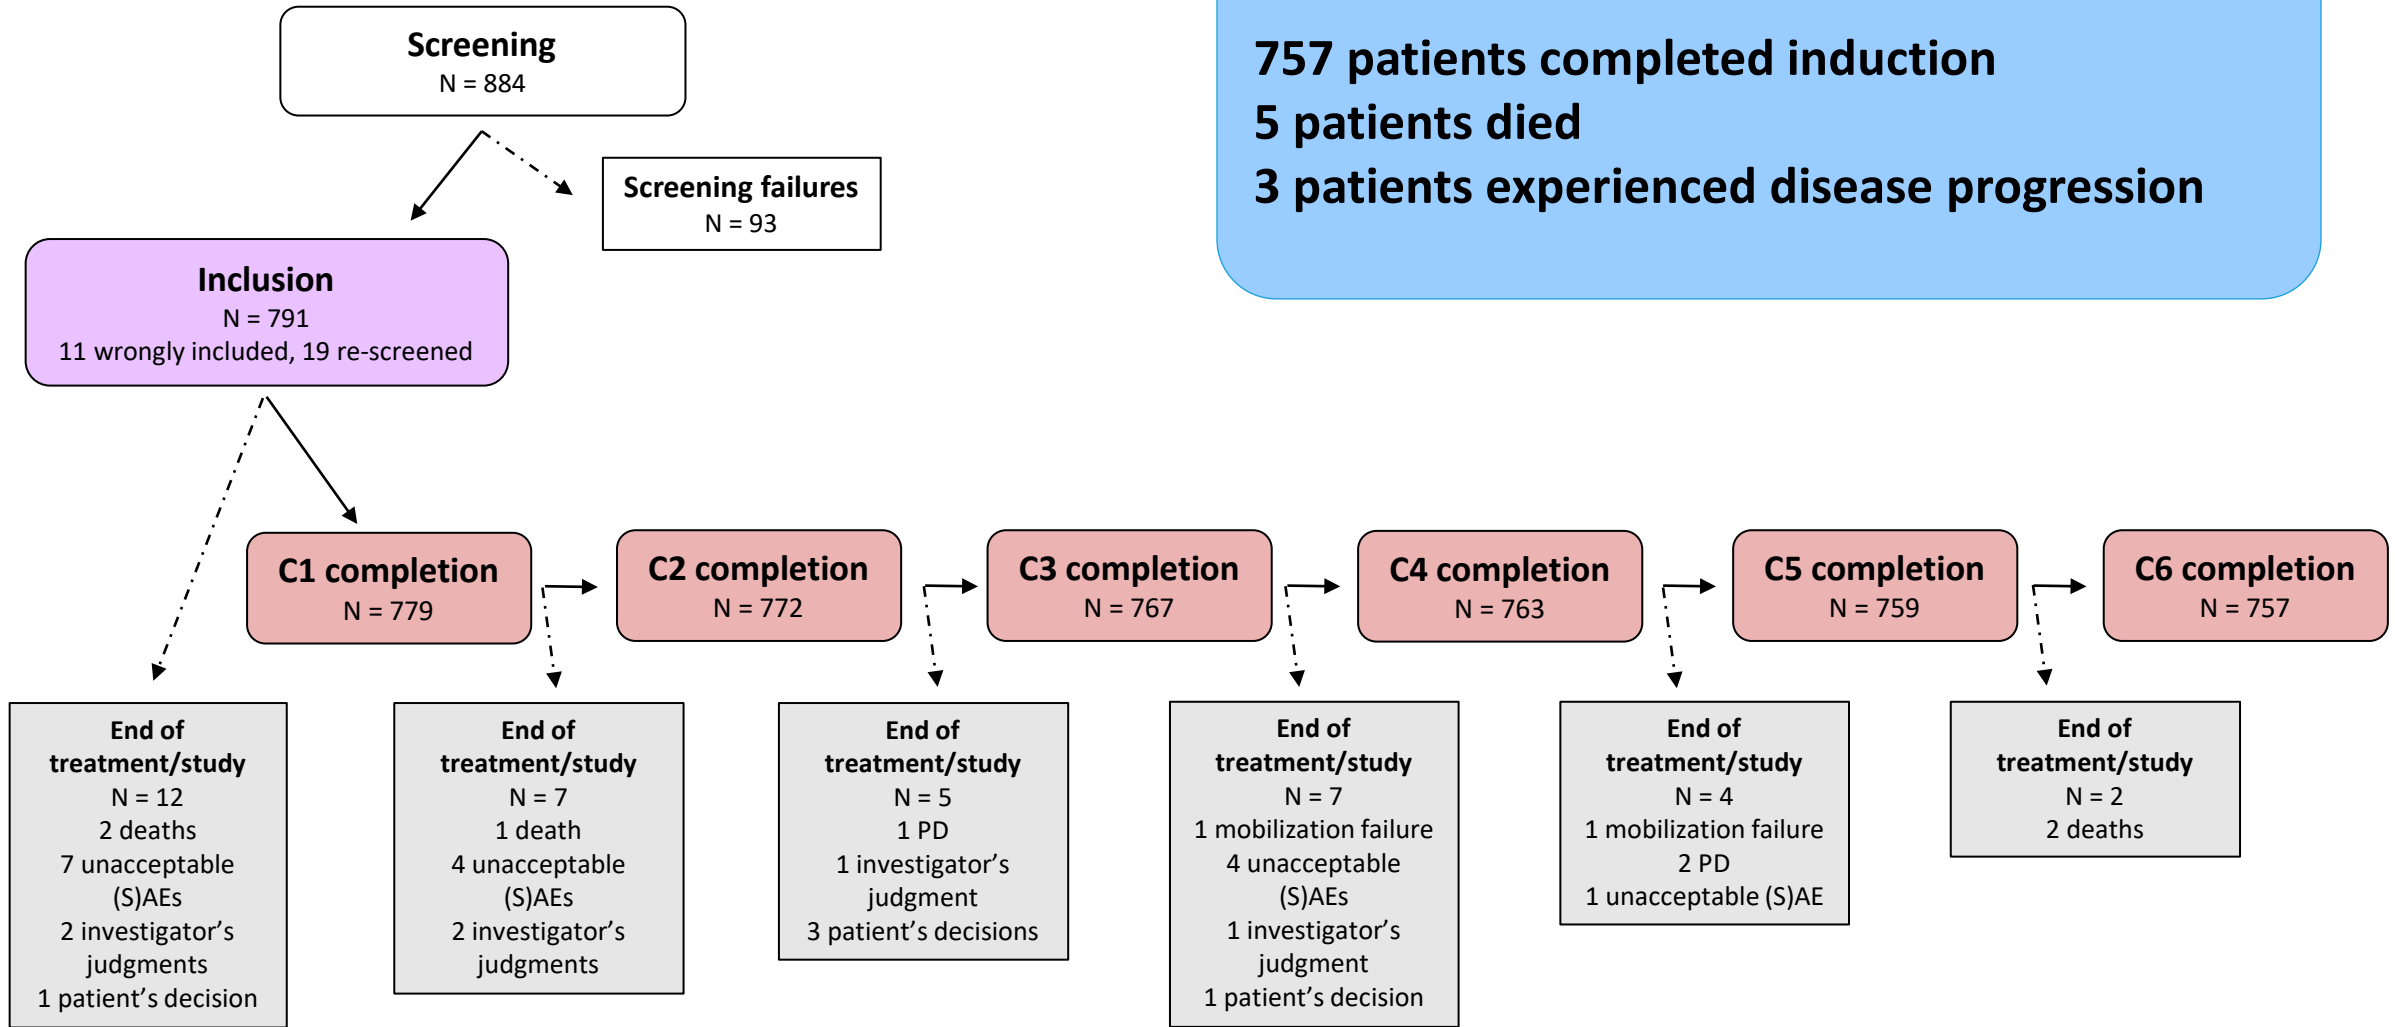 Screening
N = 884
757 patients completed induction
5 patients died
3 patients experienced disease progression
Screening failures
N = 93
Inclusion
N = 791
11 wrongly included, 19 re-screened
C1 completion
N = 779
C2 completion
N = 772
C3 completion
N = 767
C4 completion
N = 763
C5 completion
N = 759
C6 completion
N = 757
End of
treatment/study
N = 12
2 deaths
7 unacceptable
(S)AEs
2 investigator’s
judgments
1 patient’s decision
End of
treatment/study
N = 7
1 death
4 unacceptable
(S)AEs
2 investigator’s
judgments
End of
treatment/study
N = 5
1 PD
1 investigator’s
judgment
3 patient’s decisions
End of
treatment/study
N = 7
1 mobilization failure
4 unacceptable
(S)AEs
1 investigator’s
judgment
1 patient’s decision
End of
treatment/study
N = 4
1 mobilization failure
2 PD
1 unacceptable (S)AE
End of
treatment/study
N = 2
2 deaths